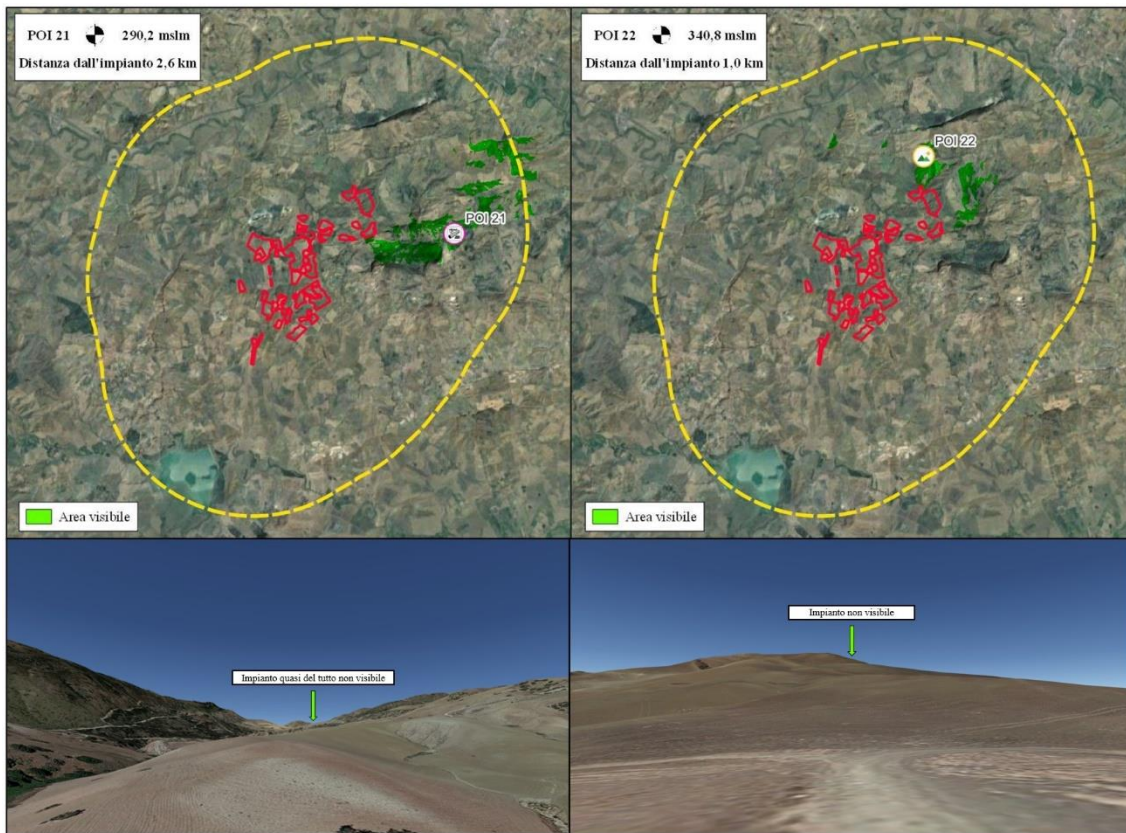 POI 21 290,2 mslm
Distanza dall'impianto 2,6 km
POI 21
Area visibile
POI 22 340,8 mslm
Distanza dall'impianto 1,0 km
POI 22
Area visibile
Impianto quasi del tutto non visibile
Impianto non visibile